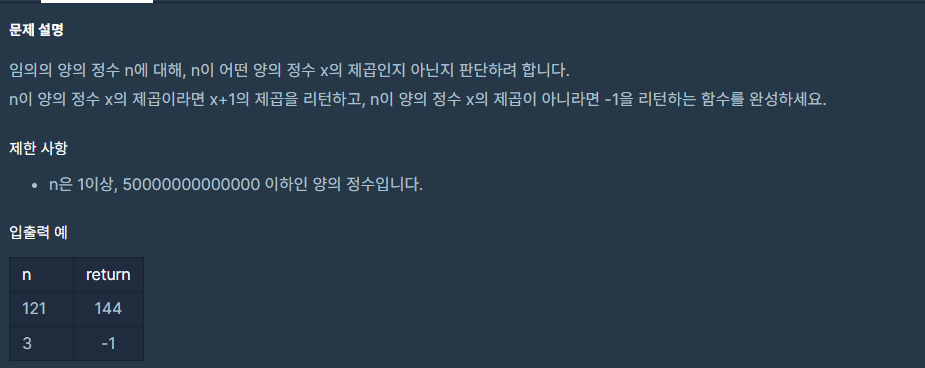 문제 설명
임의의 양의 정수 n에 대해, n이 어떤 양의 정수 x의 제곱인지 아닌지 판단하려 합니다.
n이 양의 정수 x의 제곱이라면 x+1의 제곱을 리턴하고, n이 양의 정수 x의 제곱이 아니라면 -1을 리턴하는 함수를 완성하세요.
제한 사항
• n은 1이상, 50000000000000 이하인 양의 정수입니다.
입출력 예
n return
121 144
3 -1